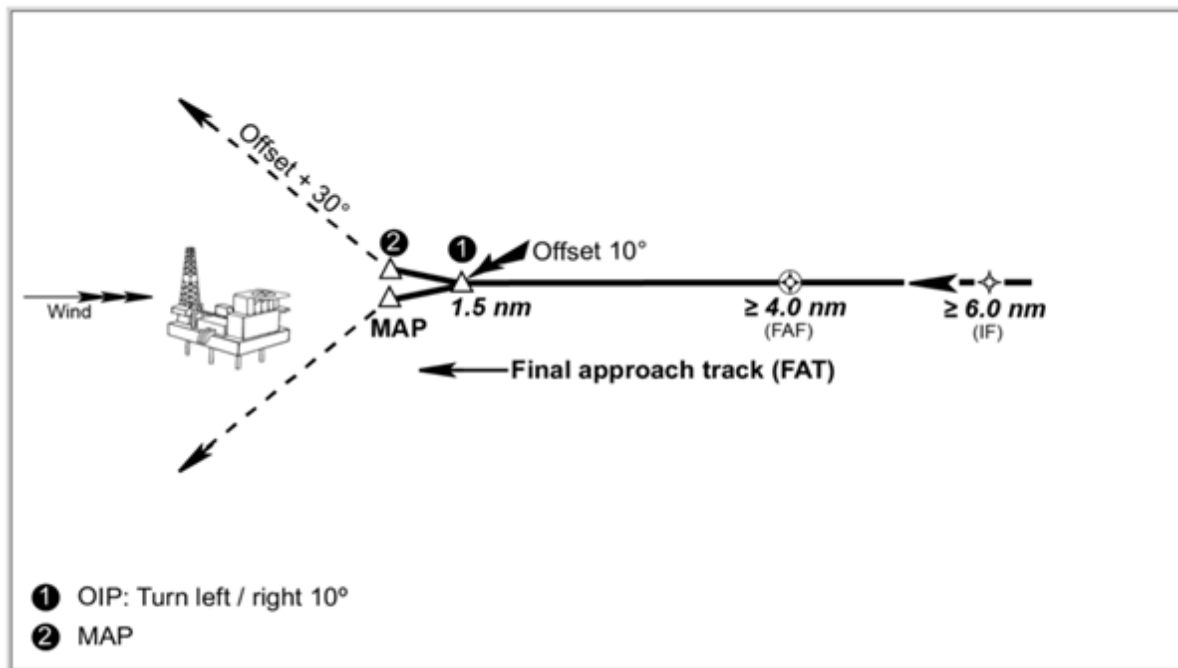 Offset + 30°
2
1
Offset 10°
Wind
MAP
1.5 nm
≥ 4.0 nm
(FAF)
≥ 6.0 nm
(IF)
Final approach track (FAT)
1 OIP: Turn left / right 10º
2 MAP